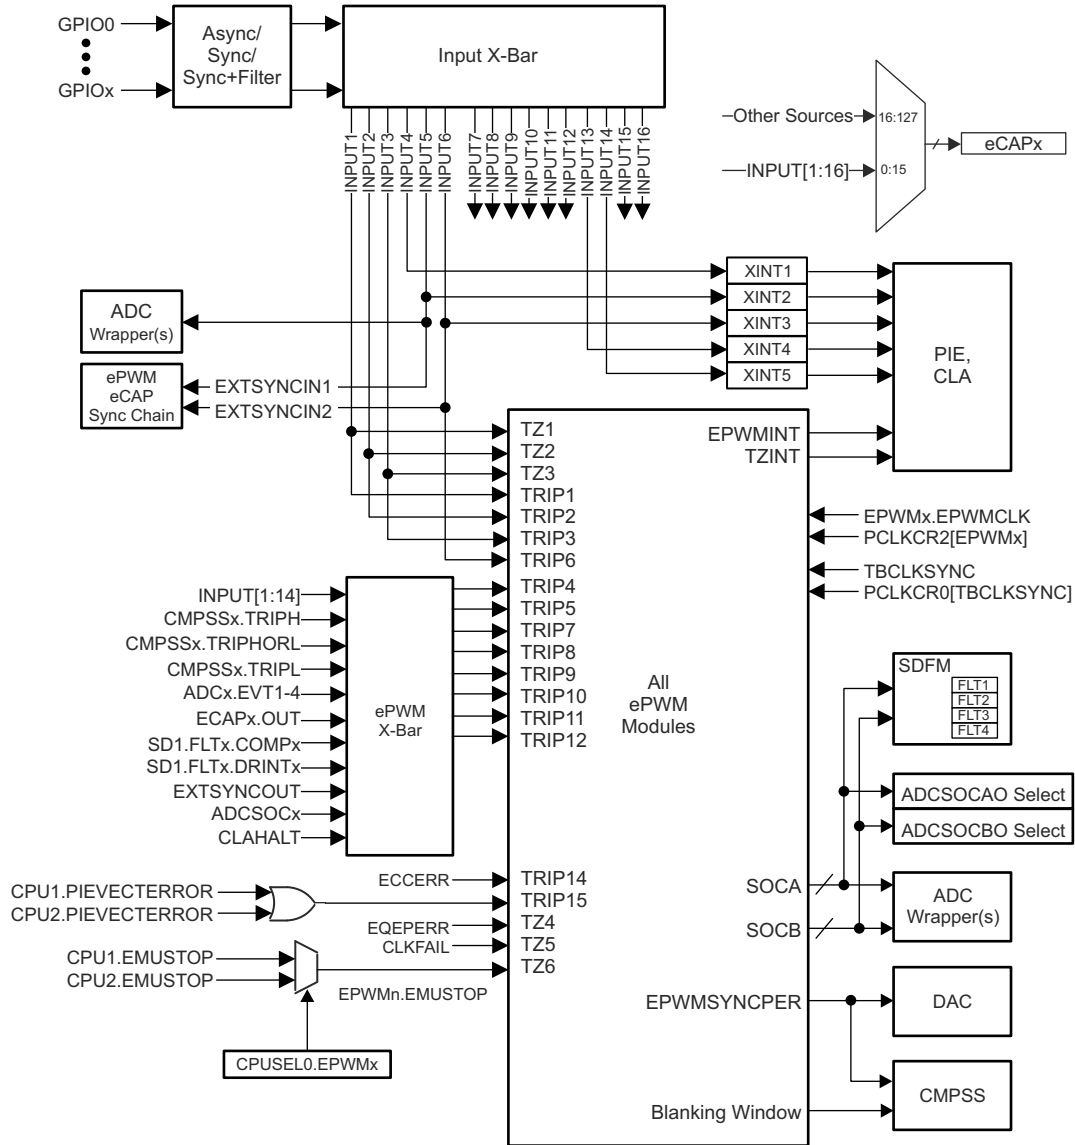 GPIO0
GPIOx
Async/
Sync/
Sync+Filter
Input X-Bar
INPUT1
INPUT2
INPUT3
INPUT4
INPUT5
INPUT6
INPUT7
INPUT8
INPUT9
INPUT10
INPUT11
INPUT12
INPUT13
INPUT14
INPUT15
INPUT16
Other Sources
INPUT[1:16]
16:127
0:15
eCAPx
XINT1
XINT2
XINT3
XINT4
XINT5
PIE,
CLA
ADC
Wrapper(s)
ePWM
eCAP
Sync Chain
EXTSYNCIN1
EXTSYNCIN2
TZ1
TZ2
TZ3
TRIP1
TRIP2
TRIP3
TRIP6
TRIP4
TRIP5
TRIP7
TRIP8
TRIP9
TRIP10
TRIP11
TRIP12
TRIP14
TRIP15
TZ4
TZ5
TZ6
All
ePWM
Modules
EPWMINT
TZINT
EPWMx.EPWMCLK
PCLKCR2[EPWMx]
TBCLKSYNC
PCLKCR0[TBCLKSYNC]
INPUT[1:14]
CMPSSx.TRIPH
CMPSSx.TRIPHORL
CMPSSx.TRIPL
ADCx.EVT1-4
ECAPx.OUT
SD1.FLTx.COMPx
SD1.FLTx.DRINTx
EXTSYNCOUT
ADCSOCx
CLAHALT
ePWM
X-Bar
CPU1.PIEVECTERROR
CPU2.PIEVECTERROR
CPU1.EMUSTOP
CPU2.EMUSTOP
ECCERR
EQEPERR
CLKFAIL
EPWMn.EMUSTOP
CPUSEL0.EPWMx
SDFM
FLT1
FLT2
FLT3
FLT4
ADCSOCAO Select
ADCSOCBO Select
SOCA
SOCB
ADC
Wrapper(s)
EPWMSYNCPER
DAC
CMPSS
Blanking Window